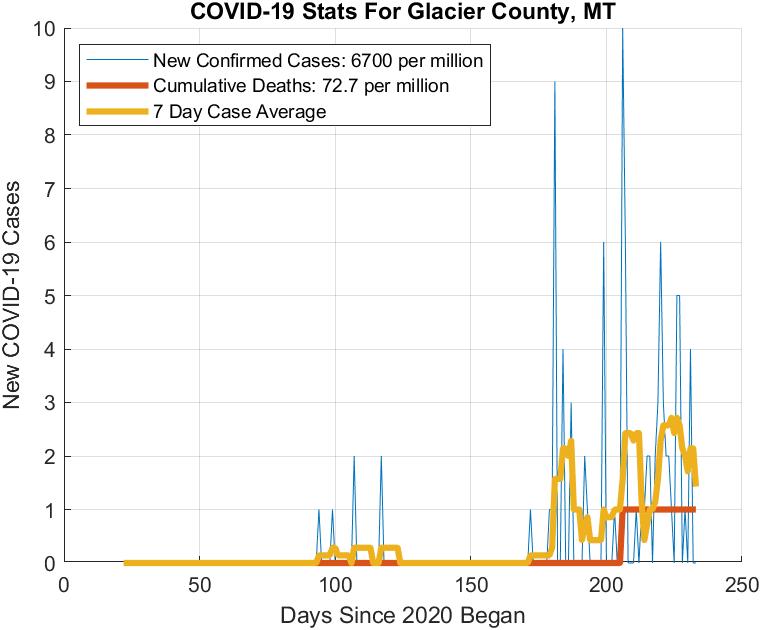 COVID-19 Stats For Glacier County, MT
New Confirmed Cases: 6700 per million
Cumulative Deaths: 72.7 per million
7 Day Case Average
New COVID-19 Cases
10
9
8
7
6
5
4
3
2
1
0
0 50 100 150 200 250
Days Since 2020 Began